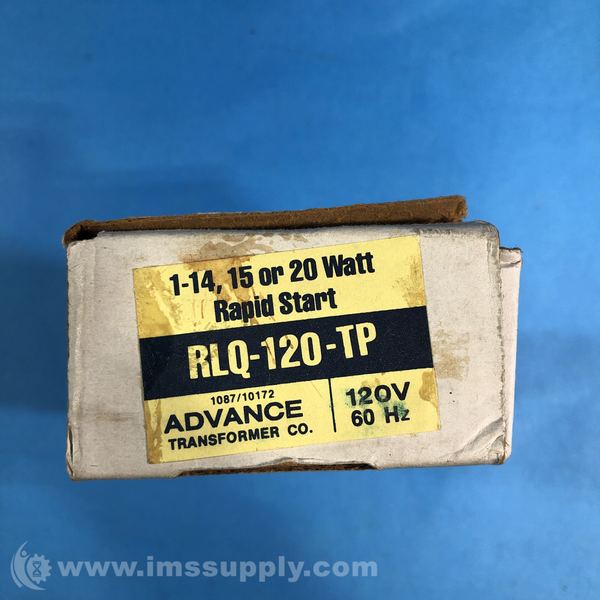 1-14, 15 or 20 Watt
Rapid Start
RLQ-120-TP
1087/10172
ADVANCE
TRANSFORMER CO.
120V
60 Hz
www.imssupply.com